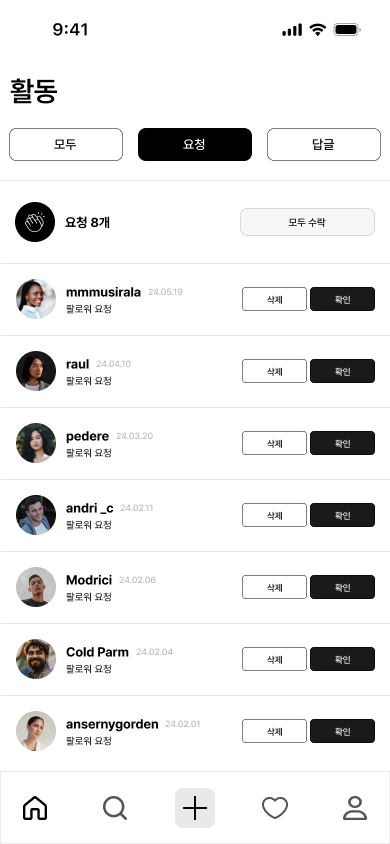 9:41
활동
모두 요청 답글
요청 8개 모두 수락
mmmusirala 24.05.19
팔로워 요청 삭제 확인
raul 24.04.10
팔로워 요청 삭제 확인
pedere 24.03.20
팔로워 요청 삭제 확인
andri _c 24.02.11
팔로워 요청 삭제 확인
Modrici 24.02.06
팔로워 요청 삭제 확인
Cold Parm 24.02.04
팔로워 요청 삭제 확인
ansernygorden 24.02.01
팔로워 요청 삭제 확인